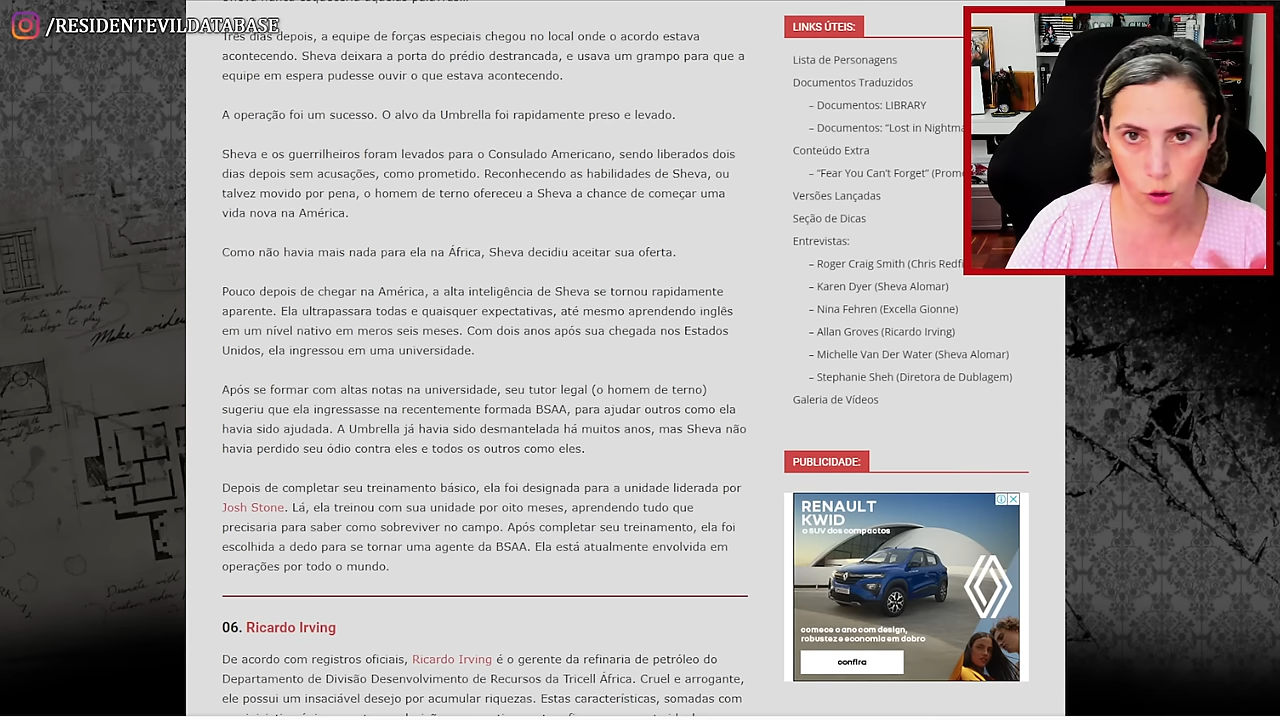 /RESIDENTEVILDATABASE
Três dias depois, a equipe de forças especiais chegou no local onde o acordo estava
acontecendo. Sheva deixara a porta do prédio destrancada, e usava um grampo para que a
equipe em espera pudesse ouvir o que estava acontecendo.
A operação foi um sucesso. O alvo da Umbrella foi rapidamente preso e levado.
Sheva e os guerrilheiros foram levados para o Consulado Americano, sendo liberados dois
dias depois sem acusações, como prometido. Reconhecendo as habilidades de Sheva, ou
talvez movido por pena, o homem de terno ofereceu a Sheva a chance de começar uma
vida nova na América.
Como não havia mais nada para ela na África, Sheva decidiu aceitar sua oferta.
Pouco depois de chegar na América, a alta inteligência de Sheva se tornou rapidamente
aparente. Ela ultrapassara todas e quaisquer expectativas, até mesmo aprendendo inglês
em um nível nativo em meros seis meses. Com dois anos após sua chegada nos Estados
Unidos, ela ingressou em uma universidade.
Após se formar com altas notas na universidade, seu tutor legal (o homem de terno)
sugeriu que ela ingressasse na recentemente formada BSAA, para ajudar outros como ela
havia sido ajudada. A Umbrella já havia sido desmantelada há muitos anos, mas Sheva não
havia perdido seu ódio contra eles e todos os outros como eles.
Depois de completar seu treinamento básico, ela foi designada para a unidade liderada por
Josh Stone. Lá, ela treinou com sua unidade por oito meses, aprendendo tudo que
precisaria para saber como sobreviver no campo. Após completar seu treinamento, ela foi
escolhida a dedo para se tornar uma agente da BSAA. Ela está atualmente envolvida em
operações por todo o mundo.
06. Ricardo Irving
De acordo com registros oficiais, Ricardo Irving é o gerente da refinaria de petróleo do
Departamento de Divisão Desenvolvimento de Recursos da Tricell África. Cruel e arrogante,
ele possui um insaciável desejo por acumular riquezas. Estas características, somadas com
LINKS ÚTEIS:
Lista de Personagens
Documentos Traduzidos
– Documentos: LIBRARY
– Documentos: "Lost in Nightma
Conteúdo Extra
– "Fear You Can't Forget" (Promo
Versões Lançadas
Seção de Dicas
Entrevistas:
– Roger Craig Smith (Chris Redfi
– Karen Dyer (Sheva Alomar)
– Nina Fehren (Excella Gionne)
– Allan Groves (Ricardo Irving)
– Michelle Van Der Water (Sheva Alomar)
– Stephanie Sheh (Diretora de Dublagem)
Galeria de Vídeos
PUBLICIDADE:
RENAULT
KWID
o SUV dos compactos
comece o ano com design,
robustez e economia em dobro
confira